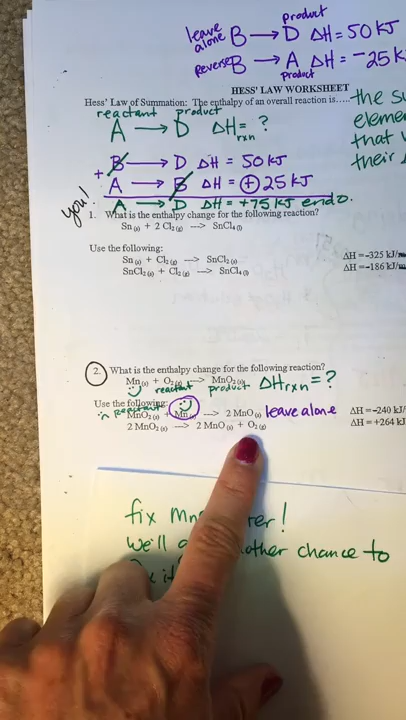 product
leave alone B → D ΔH = 50 KJ
reverse B → A ΔH = -25 K
product
HESS' LAW WORKSHEET
Hess' Law of Summation: The enthalpy of an overall reaction is..... the su
reactant product
A → D ΔHrxn = ?
elemen
that
their
+ B → D ΔH = 50 KJ
A → B ΔH = + 25 KJ
you! A → D ΔH = +75 KJ endo.
1. What is the enthalpy change for the following reaction?
Sn (s) + 2 Cl2 (g) --> SnCl4 (l)
Use the following:
Sn (s) + Cl2 (g) --> SnCl2 (s) ΔH = -325 kJ/
SnCl2 (s) + Cl2 (g) --> SnCl4 (l) ΔH = -186 kJ/
2. What is the enthalpy change for the following reaction?
Mn (s) + O2 (g) --> MnO2 (s)
reactant product ΔHrxn = ?
Use the following:
reactant
MnO2 (s) + Mn --> 2 MnO (s) leave alone ΔH = -240 kJ/
2 MnO2 (s) --> 2 MnO (s) + O2 (g) ΔH = +264 kJ
fix Mn ter!
we'll another chance to
it